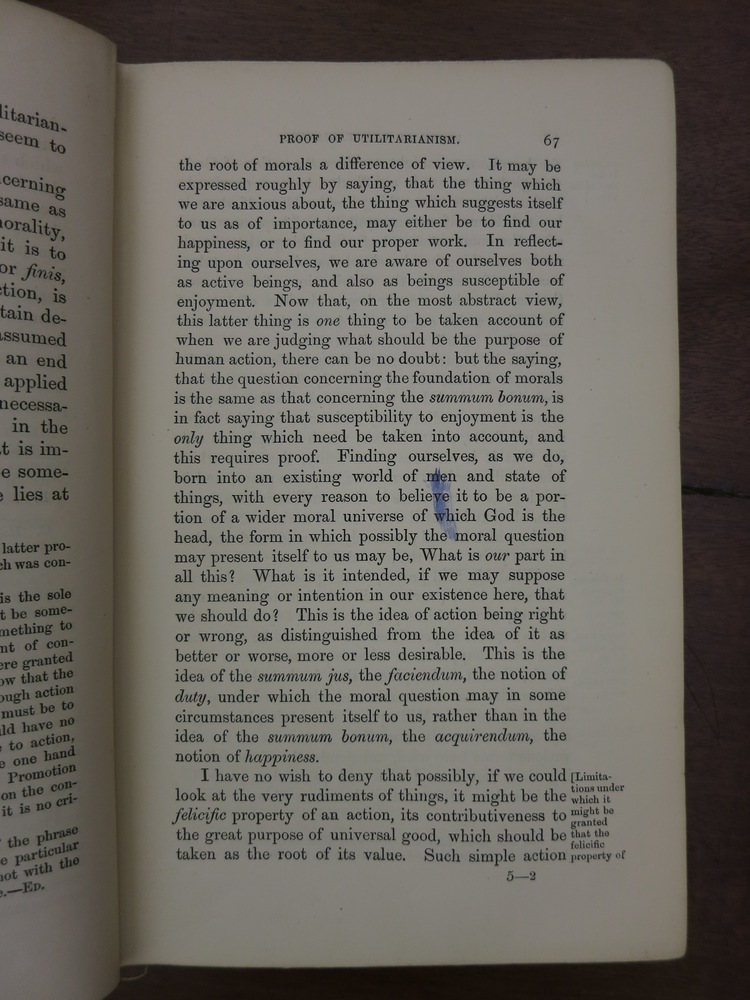 litarian-
seem to
cerning
same as
norality,
it is to
or finis,
ction, is
tain de-
assumed
an end
applied
necessa-
in the
t is im-
e some-
e lies at
latter pro-
ch was con-
is the sole
t be some-
mething to
nt of con-
ere granted
ow that the
ough action
must be to
uld have no
e to action,
e one hand
Promotion
on the con-
it is no cri-
f the phrase
e particular
not with the
e.—ED.
PROOF OF UTILITARIANISM. 67
the root of morals a difference of view. It may be
expressed roughly by saying, that the thing which
we are anxious about, the thing which suggests itself
to us as of importance, may either be to find our
happiness, or to find our proper work. In reflect-
ing upon ourselves, we are aware of ourselves both
as active beings, and also as beings susceptible of
enjoyment. Now that, on the most abstract view,
this latter thing is one thing to be taken account of
when we are judging what should be the purpose of
human action, there can be no doubt: but the saying,
that the question concerning the foundation of morals
is the same as that concerning the summum bonum, is
in fact saying that susceptibility to enjoyment is the
only thing which need be taken into account, and
this requires proof. Finding ourselves, as we do,
born into an existing world of men and state of
things, with every reason to believe it to be a por-
tion of a wider moral universe of which God is the
head, the form in which possibly the moral question
may present itself to us may be, What is our part in
all this? What is it intended, if we may suppose
any meaning or intention in our existence here, that
we should do? This is the idea of action being right
or wrong, as distinguished from the idea of it as
better or worse, more or less desirable. This is the
idea of the summum jus, the faciendum, the notion of
duty, under which the moral question may in some
circumstances present itself to us, rather than in the
idea of the summum bonum, the acquirendum, the
notion of happiness.
I have no wish to deny that possibly, if we could
look at the very rudiments of things, it might be the
felicific property of an action, its contributiveness to
the great purpose of universal good, which should be
taken as the root of its value. Such simple action
[Limita-
tions under
which it
might be
granted
that the
felicific
property of
5—2